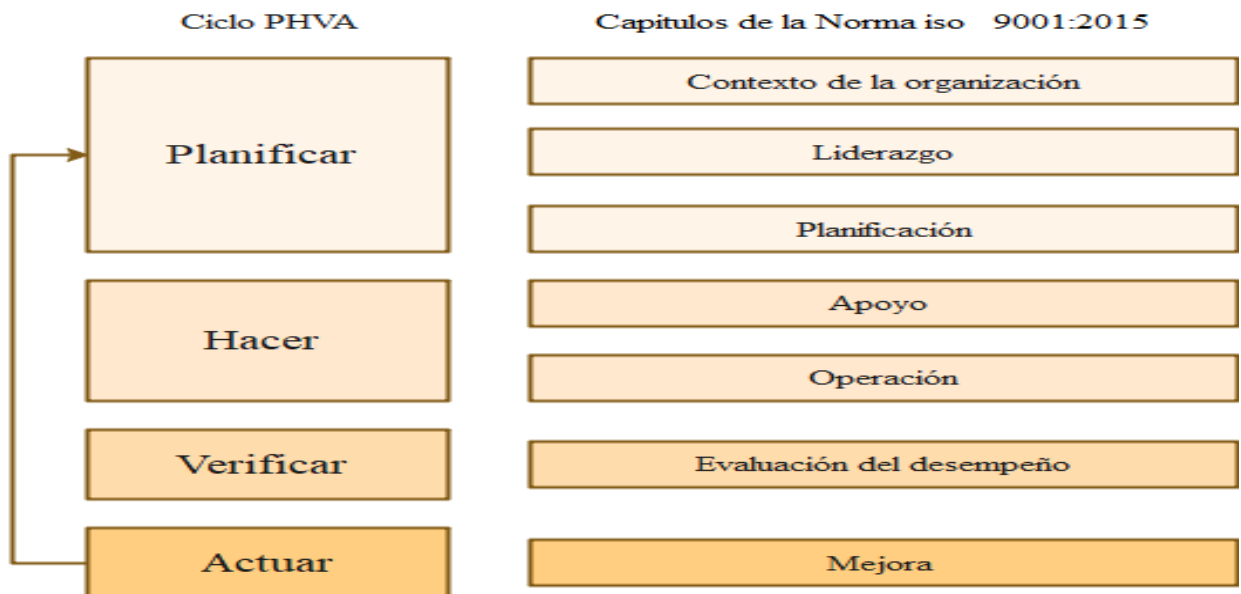 Ciclo PHVA
Capitulos de la Norma iso 9001:2015
Planificar
Contexto de la organización
Liderazgo
Planificación
Hacer
Apoyo
Operación
Verificar
Evaluación del desempeño
Actuar
Mejora